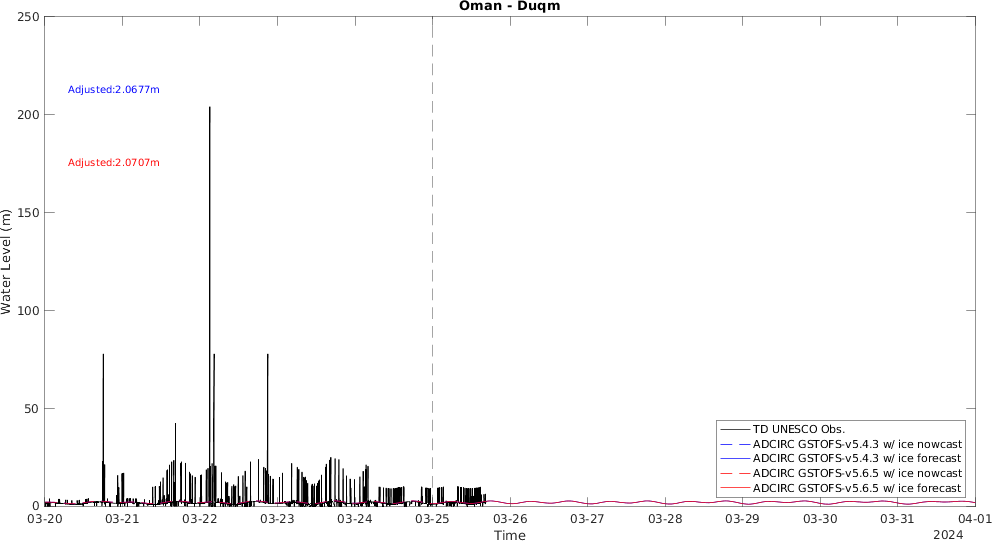 Oman - Duqm
250
200
150
100
50
0
Water Level (m)
Adjusted:2.0677m
Adjusted:2.0707m
TD UNESCO Obs.
ADCIRC GSTOFS-v5.4.3 w/ ice nowcast
ADCIRC GSTOFS-v5.4.3 w/ ice forecast
ADCIRC GSTOFS-v5.6.5 w/ ice nowcast
ADCIRC GSTOFS-v5.6.5 w/ ice forecast
03-20 03-21 03-22 03-23 03-24 03-25 03-26 03-27 03-28 03-29 03-30 03-31 04-01
Time
2024